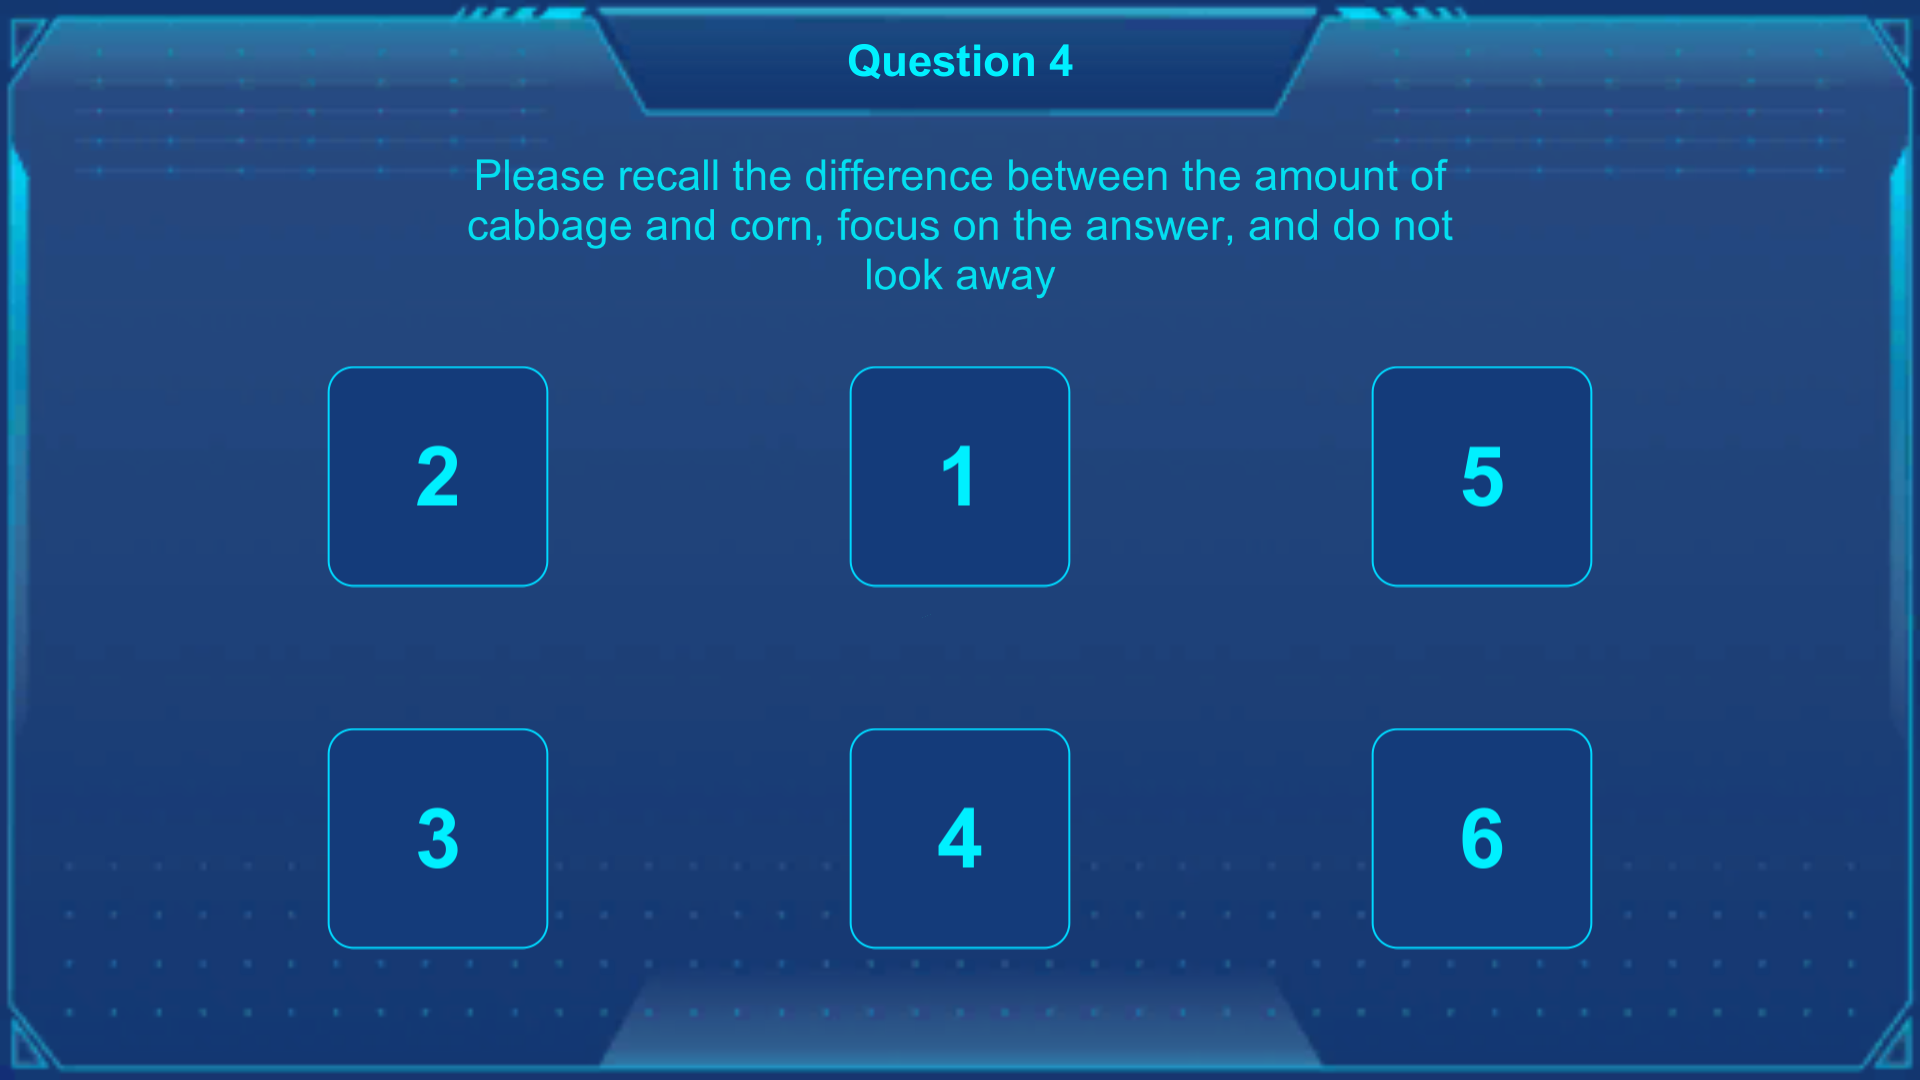 Question 4
Please recall the difference between the amount of
cabbage and corn, focus on the answer, and do not
look away
2
1
5
3
4
6